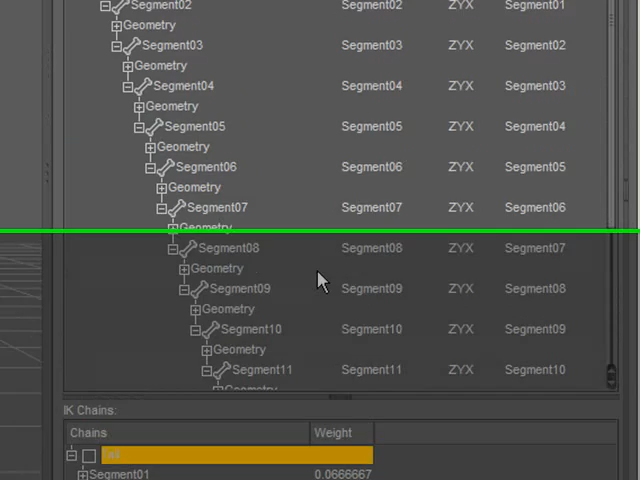 Segment02 Segment02 ZYX Segment01
Geometry
Segment03 Segment03 ZYX Segment02
Geometry
Segment04 Segment04 ZYX Segment03
Geometry
Segment05 Segment05 ZYX Segment04
Geometry
Segment06 Segment06 ZYX Segment05
Geometry
Segment07 Segment07 ZYX Segment06
Geometry
Segment08 Segment08 ZYX Segment07
Geometry
Segment09 Segment09 ZYX Segment08
Geometry
Segment10 Segment10 ZYX Segment09
Geometry
Segment11 Segment11 ZYX Segment10
Geometry
IK Chains:
Chains Weight
Segment01 0.0666667